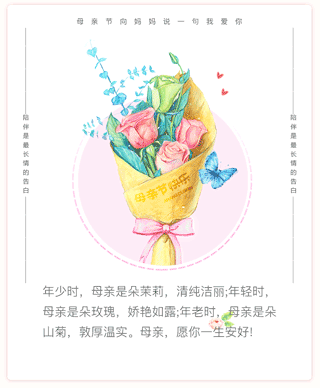 母亲节向妈妈说一句我爱你
陪伴是最长情的告白
陪伴是最长情的告白
母亲节快乐
年少时，母亲是朵茉莉，清纯洁丽;年轻时，
母亲是朵玫瑰，娇艳如露;年老时，母亲是朵
山菊，敦厚温实。母亲，愿你一生安好!